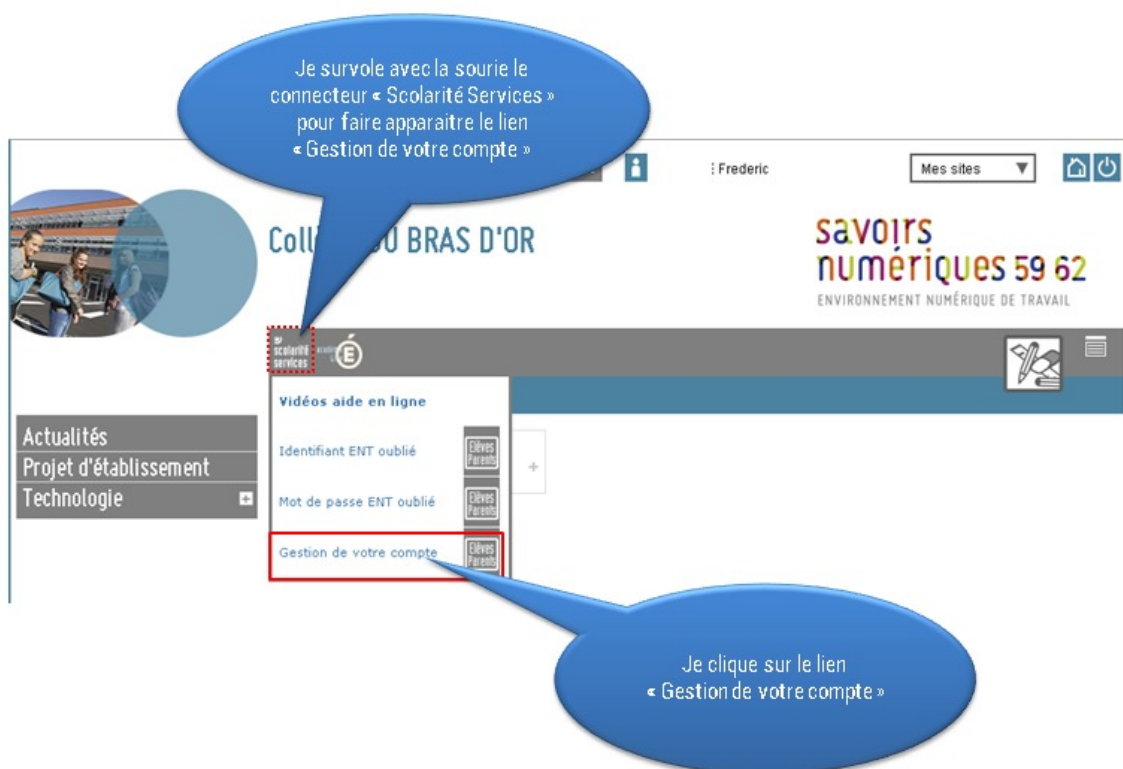 Je survole avec la sourie le
connecteur « Scolarité Services »
pour faire apparaitre le lien
« Gestion de votre compte »
: Frederic
Mes sites
BRAS D'OR
savoirs
numériques 59 62
ENVIRONNEMENT NUMÉRIQUE DE TRAVAIL
scolarité
services
É
Vidéos aide en ligne
Identifiant ENT oublié
Elèves
Parents
Actualités
Projet d'établissement
Technologie
+
+
Mot de passe ENT oublié
Elèves
Parents
Gestion de votre compte
Elèves
Parents
Je clique sur le lien
« Gestion de votre compte »